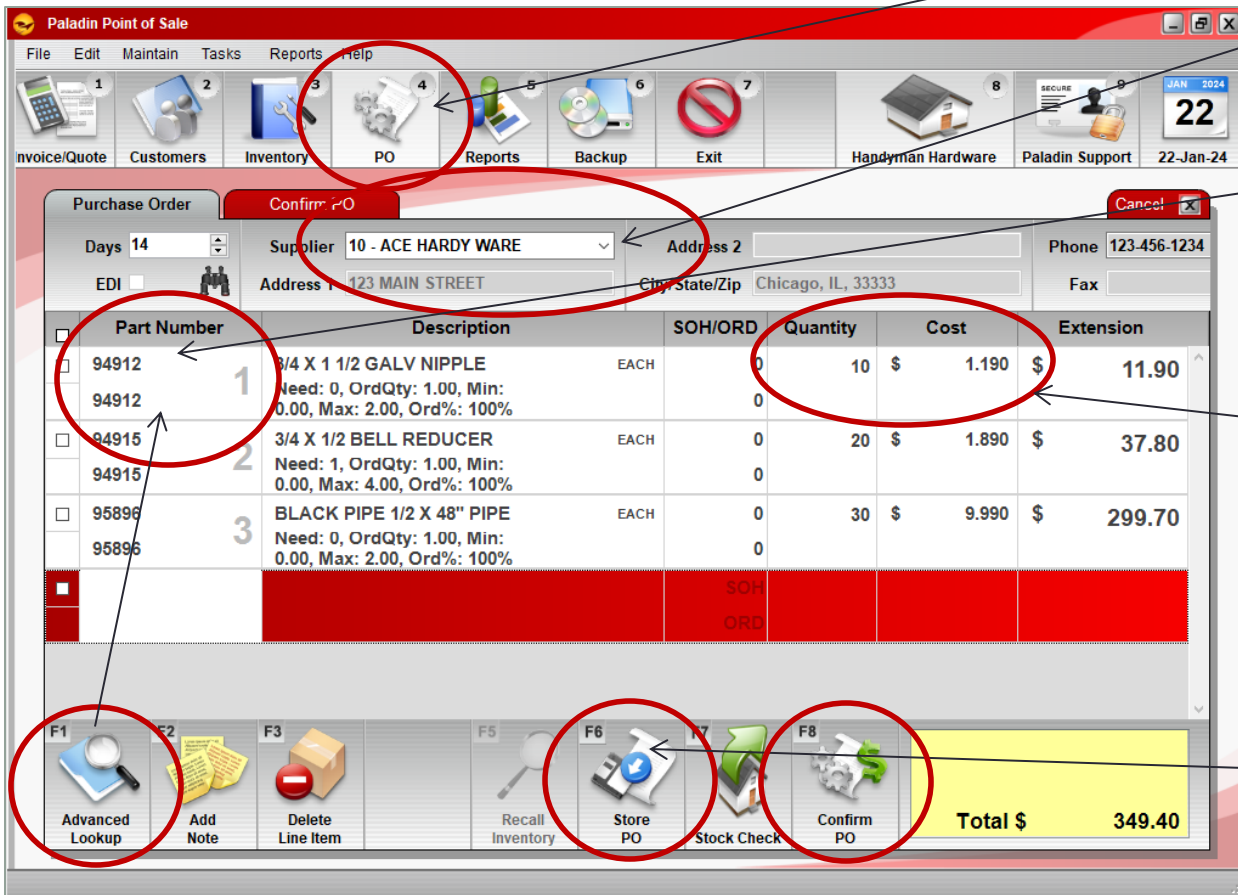 Paladin Point of Sale
File Edit Maintain Tasks Reports Help
1 2 3 4 5 6 7 8 SECURE 9 JAN 2024
22
Invoice/Quote Customers Inventory PO Reports Backup Exit Handyman Hardware Paladin Support 22-Jan-24
Purchase Order Confirm PO Cancel X
Days 14 Supplier 10 - ACE HARDY WARE Address 2 Phone 123-456-1234
EDI Address 1 123 MAIN STREET City/State/Zip Chicago, IL, 33333 Fax
Part Number Description SOH/ORD Quantity Cost Extension
94912 1 3/4 X 1 1/2 GALV NIPPLE EACH 0 10 $ 1.190 $ 11.90
94912 Need: 0, OrdQty: 1.00, Min: 0
0.00, Max: 2.00, Ord%: 100%
94915 2 3/4 X 1/2 BELL REDUCER EACH 0 20 $ 1.890 $ 37.80
94915 Need: 1, OrdQty: 1.00, Min: 0
0.00, Max: 4.00, Ord%: 100%
95896 3 BLACK PIPE 1/2 X 48" PIPE EACH 0 30 $ 9.990 $ 299.70
95896 Need: 0, OrdQty: 1.00, Min: 0
0.00, Max: 2.00, Ord%: 100%
SOH
ORD
F1 F2 F3 F5 F6 F7 F8
Advanced Add Delete Recall Store Stock Check Confirm Total $ 349.40
Lookup Note Line Item Inventory PO PO